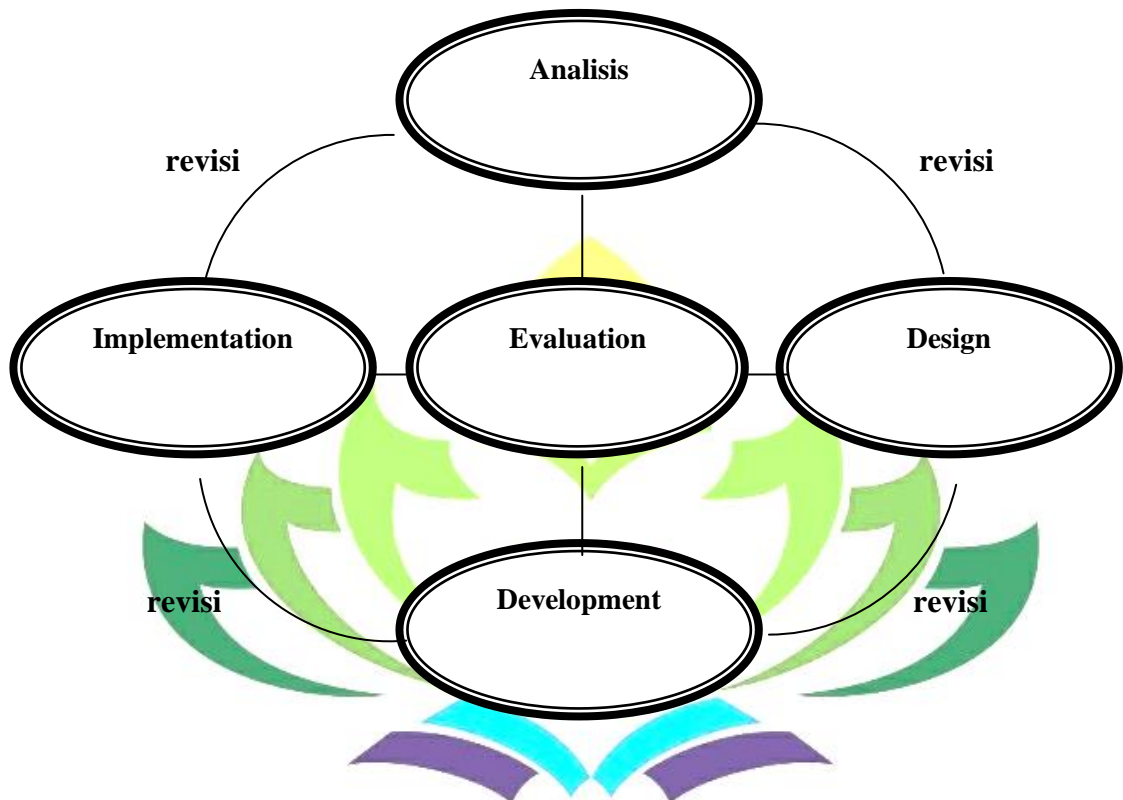 Analisis
revisi
revisi
Implementation
Evaluation
Design
revisi
Development
revisi